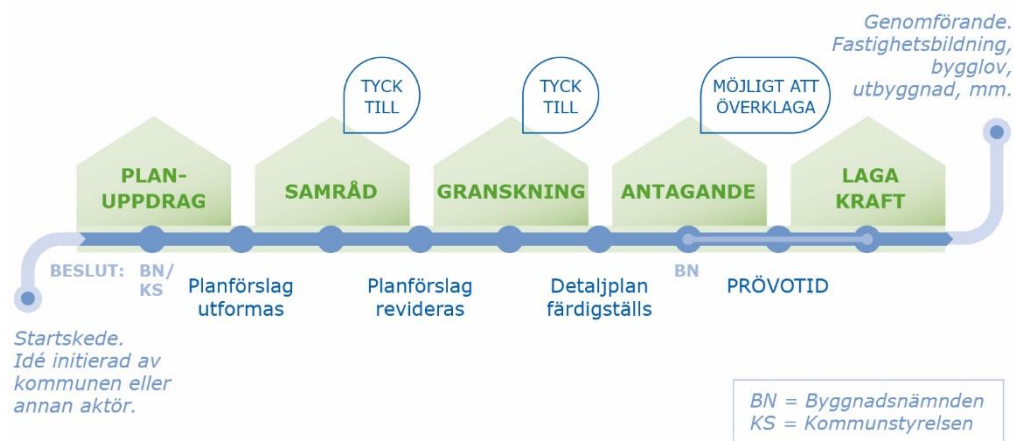 Genomförande.
Fastighetsbildning,
bygglov,
utbyggnad, mm.
TYCK
TILL
TYCK
TILL
MÖJLIGT ATT
ÖVERKLAGA
PLAN-
UPPDRAG
SAMRÅD
GRANSKNING
ANTAGANDE
LAGA
KRAFT
BESLUT:
BN/
KS
BN
Planförslag
utformas
Planförslag
revideras
Detaljplan
färdigställs
PRÖVOTID
Startskede.
Idé initierad av
kommunen eller
annan aktör.
BN = Byggnadsnämnden
KS = Kommunstyrelsen